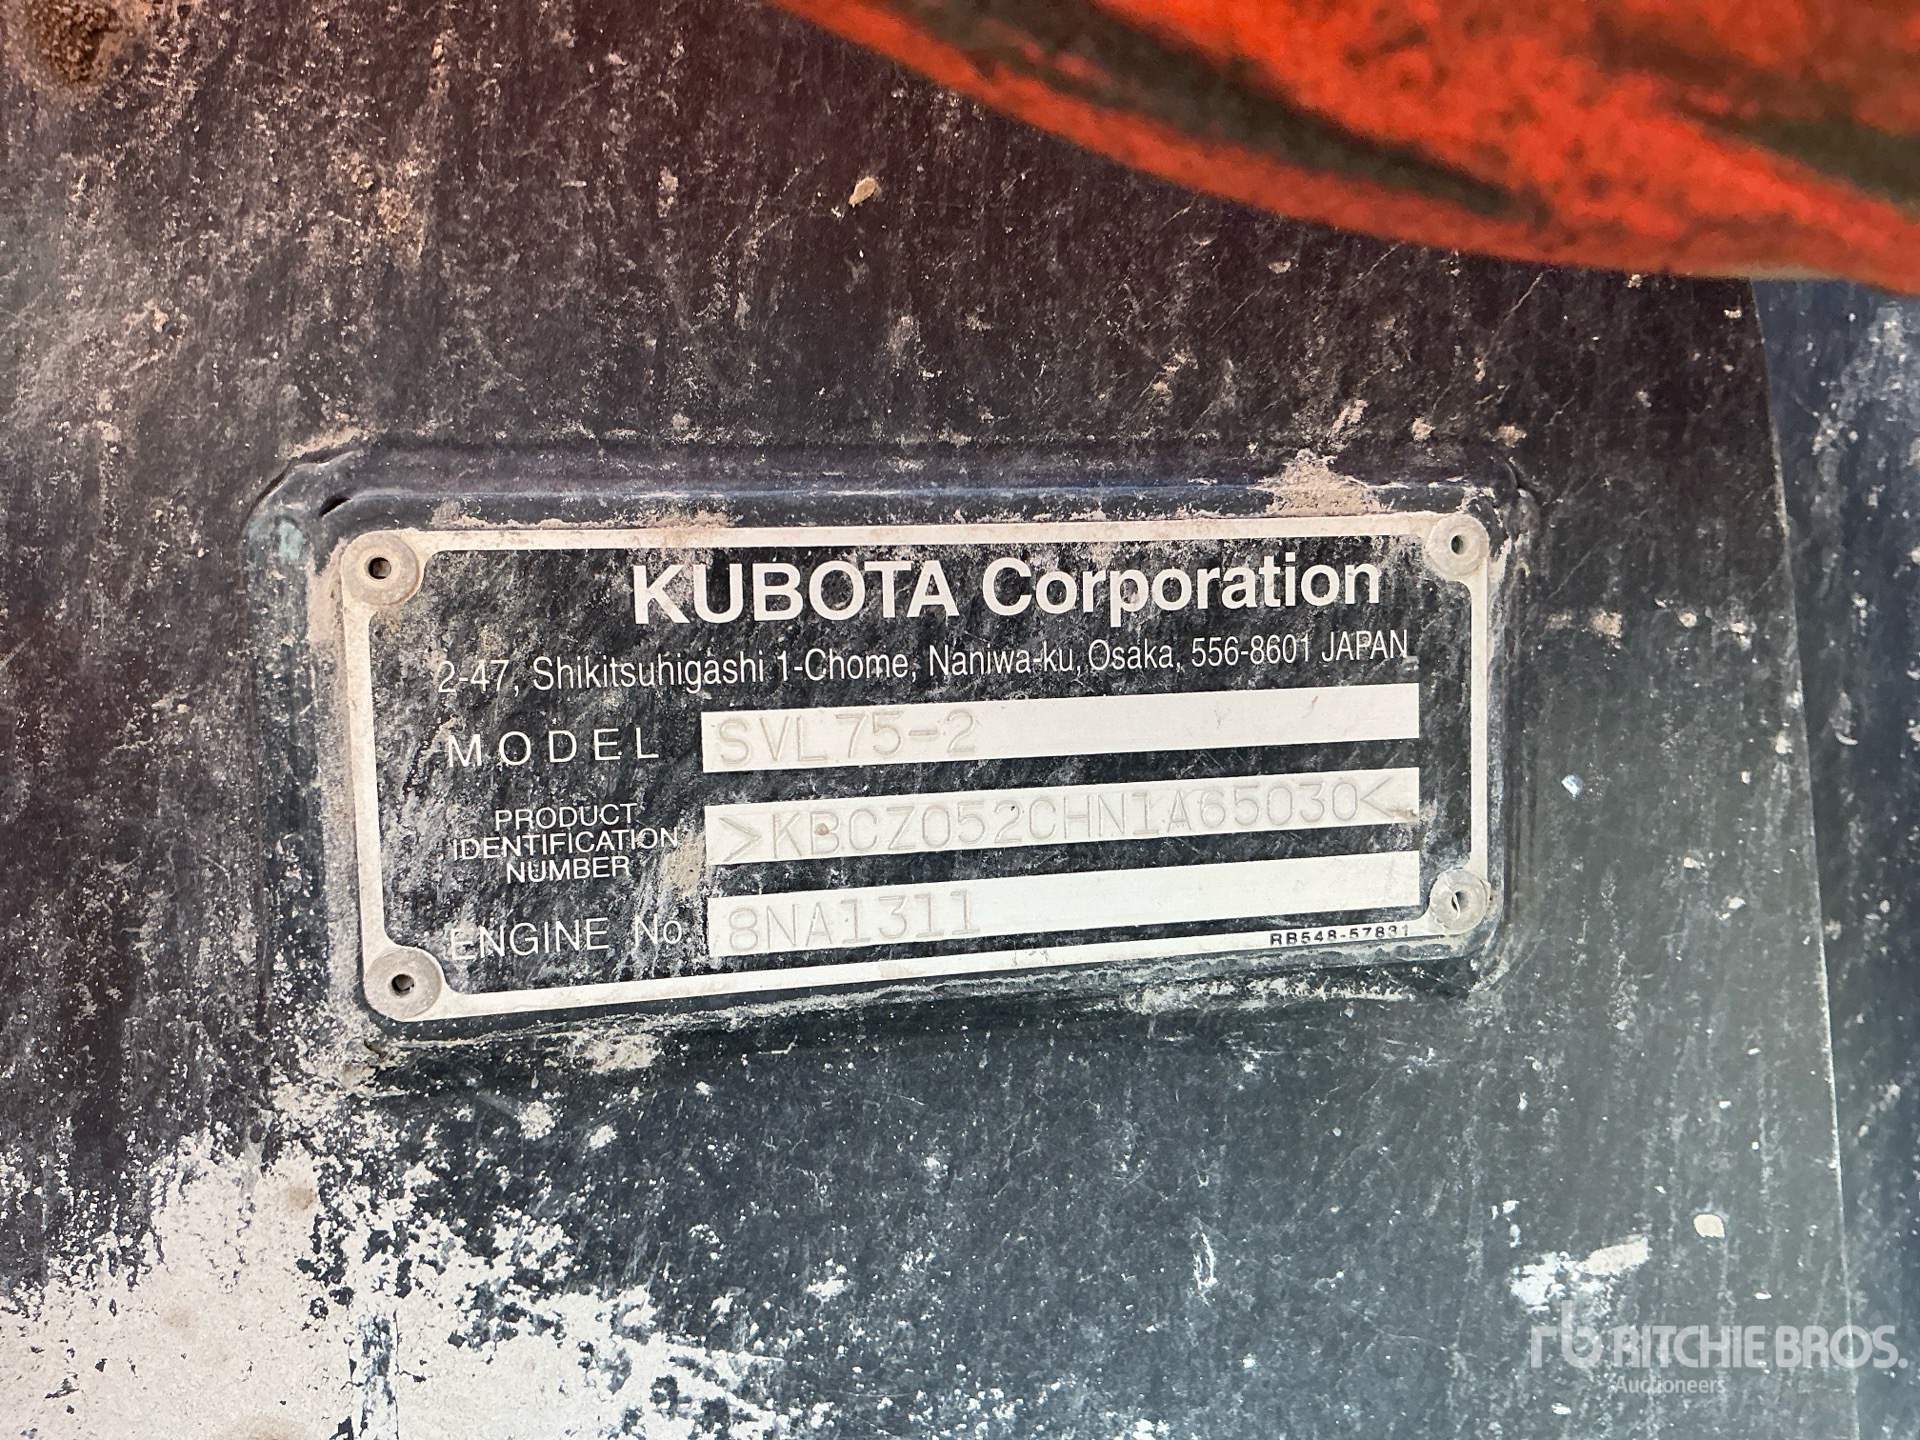 KUBOTA Corporation
2-47, Shikitsuhigashi 1-Chome, Naniwa-ku, Osaka, 556-8601 JAPAN
MODEL SVL75-2
PRODUCT
IDENTIFICATION
NUMBER
>KBCZ052CHN1A65030<
ENGINE No 8NA1311
RB548-57831
rb RITCHIE BROS.
Auctioneers